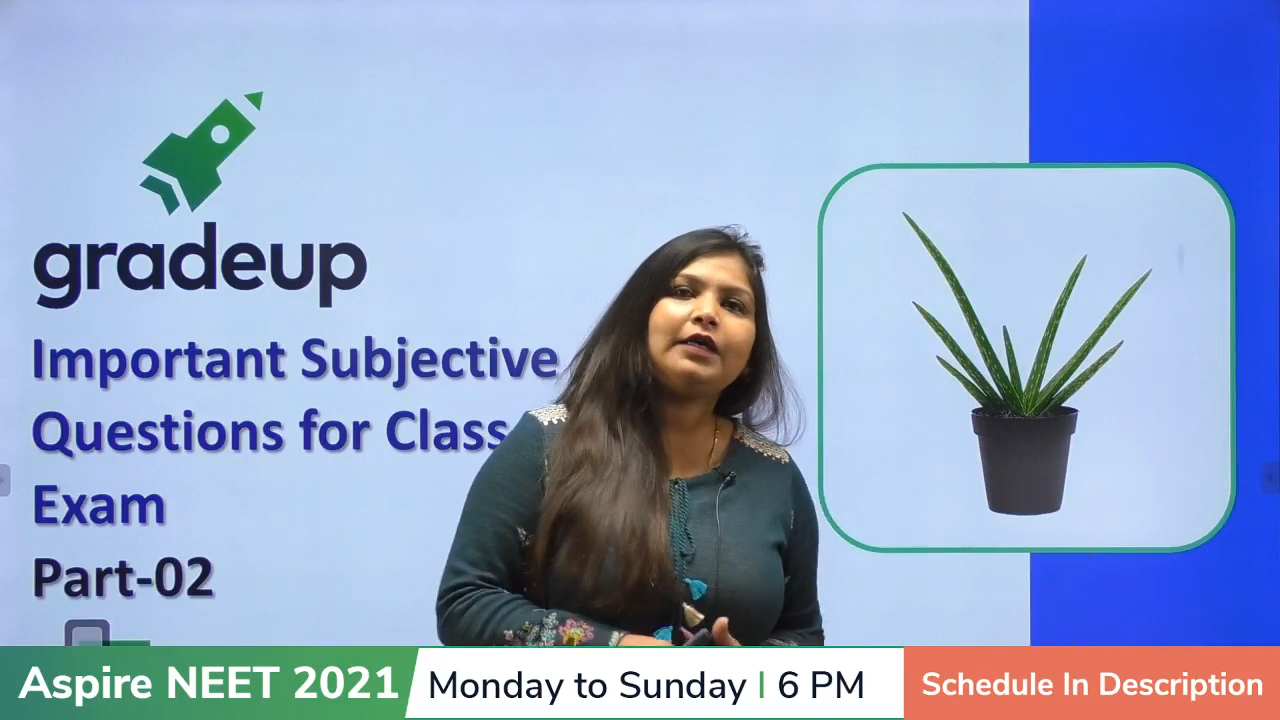 gradeup
Important Subjective
Questions for Class
Exam
Part-02
Aspire NEET 2021
Monday to Sunday | 6 PM
Schedule In Description